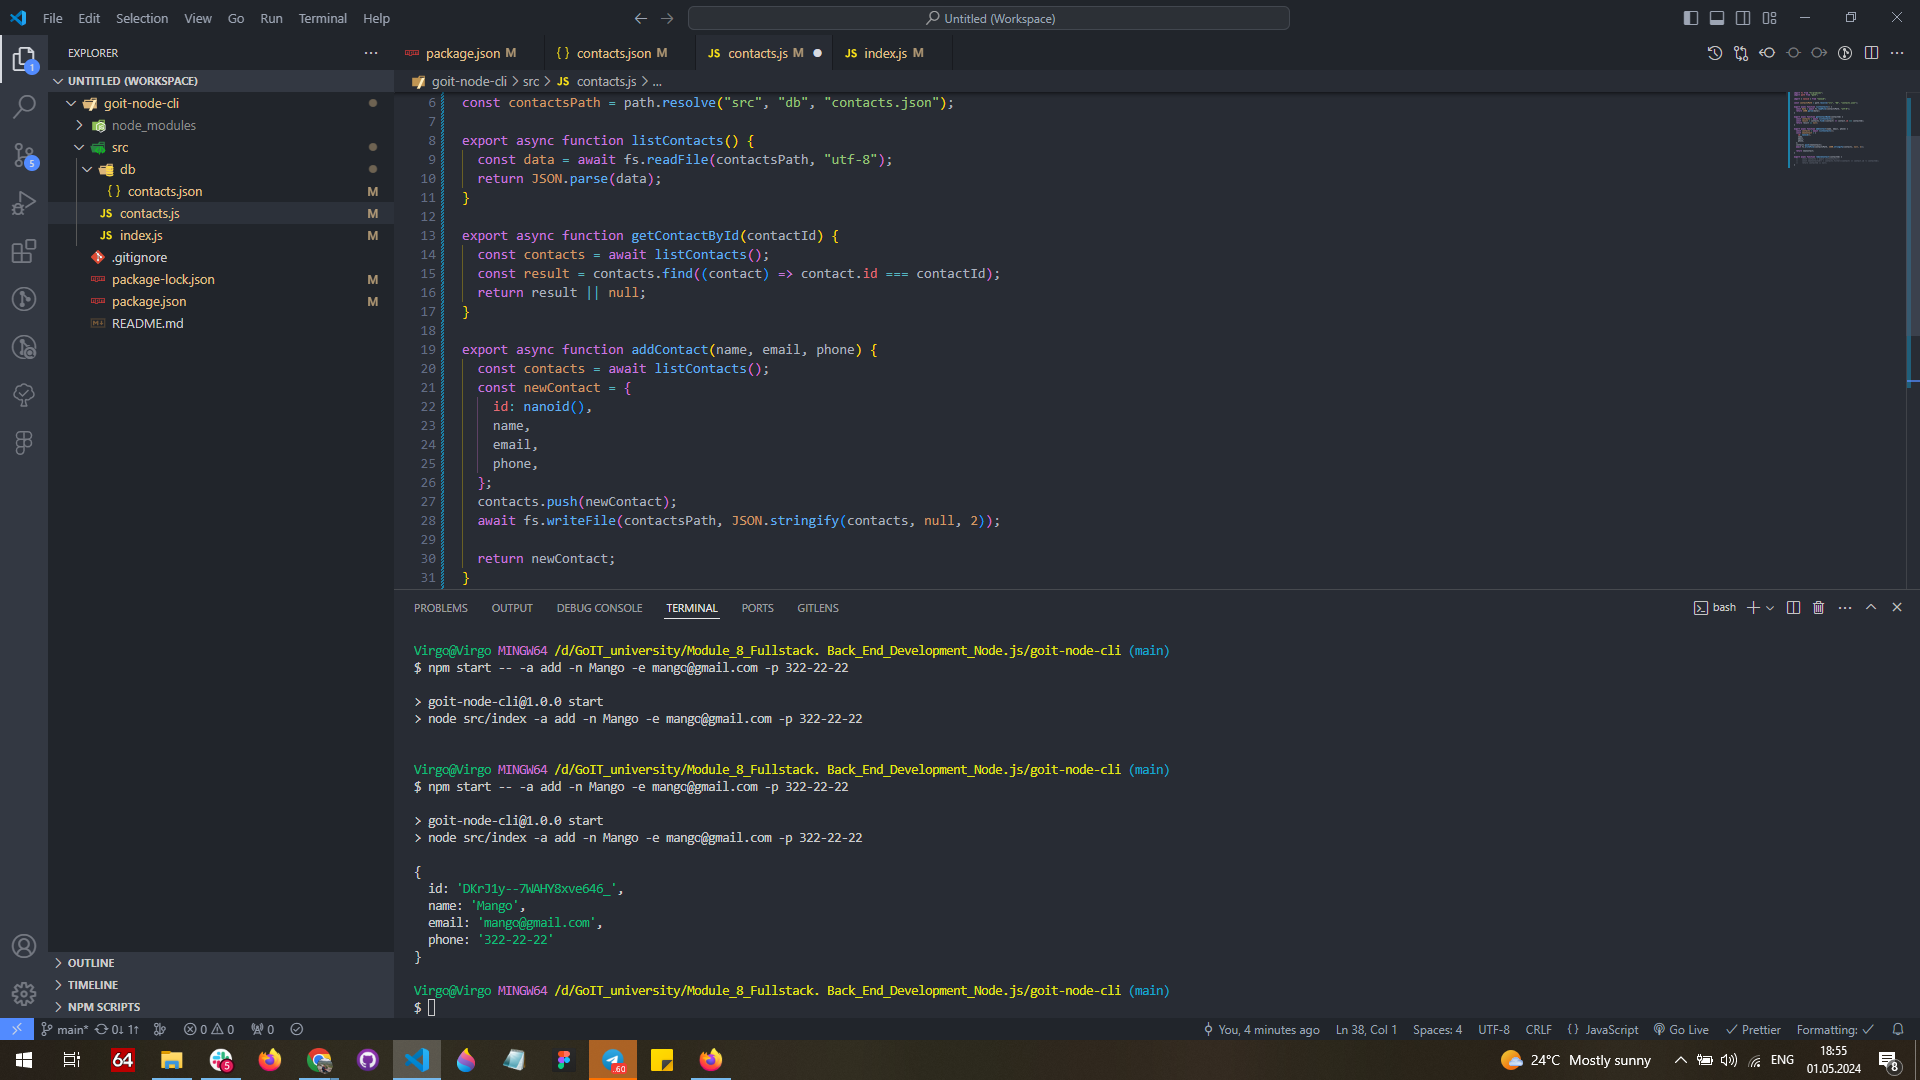 File Edit Selection View Go Run Terminal Help
Untitled (Workspace)
EXPLORER
package.json M
{ } contacts.json M
JS contacts.js M
JS index.js M
UNTITLED (WORKSPACE)
goit-node-cli > src > JS contacts.js > ...
goit-node-cli
node_modules
src
db
{ } contacts.json M
JS contacts.js M
JS index.js M
.gitignore
package-lock.json M
package.json M
README.md
1
5
6 const contactsPath = path.resolve("src", "db", "contacts.json");
7
8 export async function listContacts() {
9 const data = await fs.readFile(contactsPath, "utf-8");
10 return JSON.parse(data);
11 }
12
13 export async function getContactById(contactId) {
14 const contacts = await listContacts();
15 const result = contacts.find((contact) => contact.id === contactId);
16 return result || null;
17 }
18
19 export async function addContact(name, email, phone) {
20 const contacts = await listContacts();
21 const newContact = {
22 id: nanoid(),
23 name,
24 email,
25 phone,
26 };
27 contacts.push(newContact);
28 await fs.writeFile(contactsPath, JSON.stringify(contacts, null, 2));
29
30 return newContact;
31 }
PROBLEMS OUTPUT DEBUG CONSOLE TERMINAL PORTS GITLENS
bash
Virgo@Virgo MINGW64 /d/GoIT_university/Module_8_Fullstack. Back_End_Development_Node.js/goit-node-cli (main)
$ npm start -- -a add -n Mango -e mango@gmail.com -p 322-22-22
> goit-node-cli@1.0.0 start
> node src/index -a add -n Mango -e mango@gmail.com -p 322-22-22
Virgo@Virgo MINGW64 /d/GoIT_university/Module_8_Fullstack. Back_End_Development_Node.js/goit-node-cli (main)
$ npm start -- -a add -n Mango -e mango@gmail.com -p 322-22-22
> goit-node-cli@1.0.0 start
> node src/index -a add -n Mango -e mango@gmail.com -p 322-22-22
{
id: 'DKrJ1y--7WAHY8xve646_',
name: 'Mango',
email: 'mango@gmail.com',
phone: '322-22-22'
}
Virgo@Virgo MINGW64 /d/GoIT_university/Module_8_Fullstack. Back_End_Development_Node.js/goit-node-cli (main)
$
OUTLINE
TIMELINE
NPM SCRIPTS
main* 0↓ 1↑ 0 0 0
You, 4 minutes ago Ln 38, Col 1 Spaces: 4 UTF-8 CRLF { } JavaScript Go Live Prettier Formatting:
64 5 .60
24°C Mostly sunny ENG 18:55
01.05.2024
8